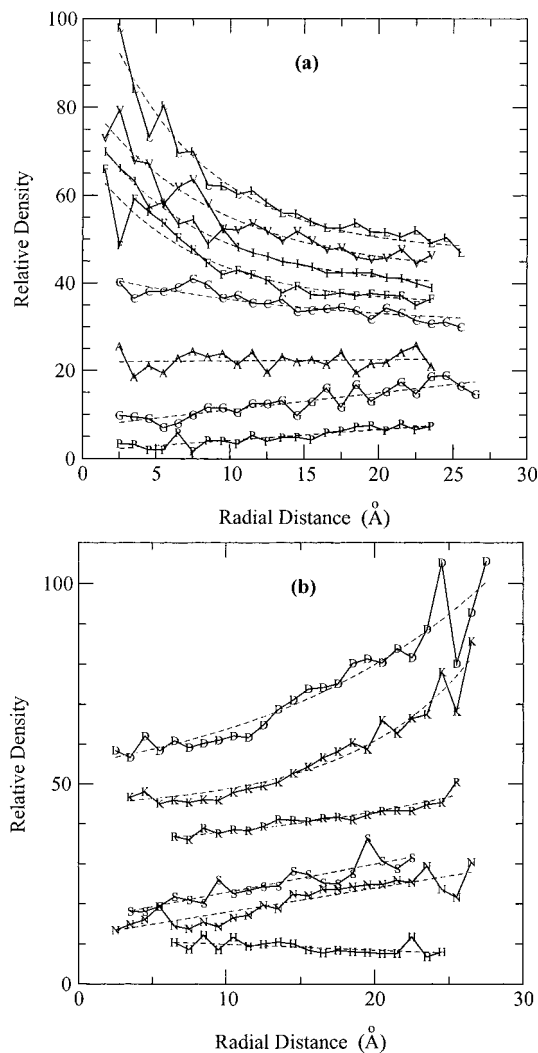 100
(a)
80
60
40
20
0
0 5 10 15 20 25 30
Relative Density
Radial Distance (Å)
L
V
I
F
C
A
G
P
100
(b)
50
0
0 10 20 30
Relative Density
Radial Distance (Å)
D
K
R
S
N
H